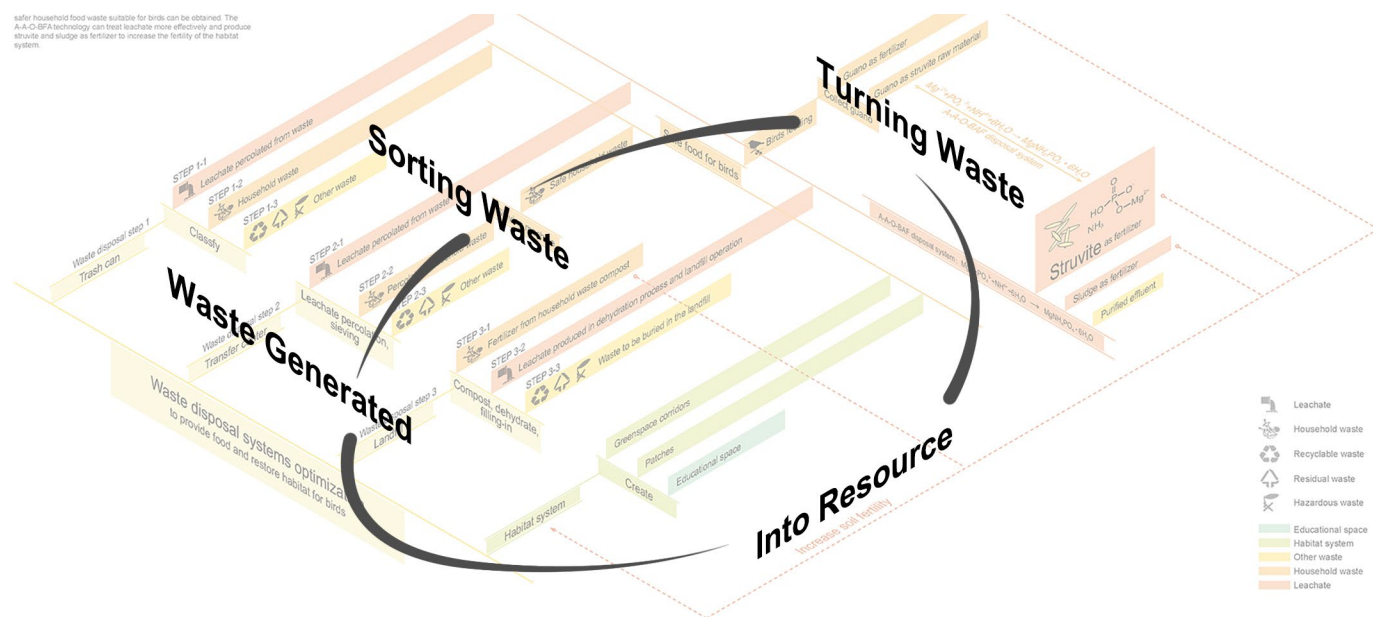 safer household food waste suitable for birds can be obtained. The
A-A-O-BFA technology can treat leachate more effectively and produce
struvite and sludge as fertilizer to increase the fertility of the habitat
system.
Turning Waste
Sorting Waste
Waste Generated
Into Resource
Waste disposal step 1
Trash can
Classfy
STEP 1-1
Leachate percolated from waste
STEP 1-2
Household waste
STEP 1-3
Other waste
Waste disposal step 2
Leachate percolation,
sieving
STEP 2-1
Leachate percolated from waste
STEP 2-2
STEP 2-3
Other waste
Compost, dehydrate,
filling-in
STEP 3-1
Fertilizer from household waste compost
STEP 3-2
Leachate produced in dehydration process and landfill operation
STEP 3-3
Waste to be buried in the landfill
food for birds
Collect guano
Guano as fertilizer
Guano as struvite raw material
A-A-O-BAF disposal system
Struvite as fertilizer
HO
NH₃
Mg²⁺
Sludge as fertilizer
Purified effluent
Waste disposal systems optimiza
to provide food and restore habitat for birds
Habitat system
Create
Greenspace corridors
Patches
Educational space
Increase soil fertility
Leachate
Household waste
Recyclable waste
Residual waste
Hazardous waste
Educational space
Habitat system
Other waste
Household waste
Leachate